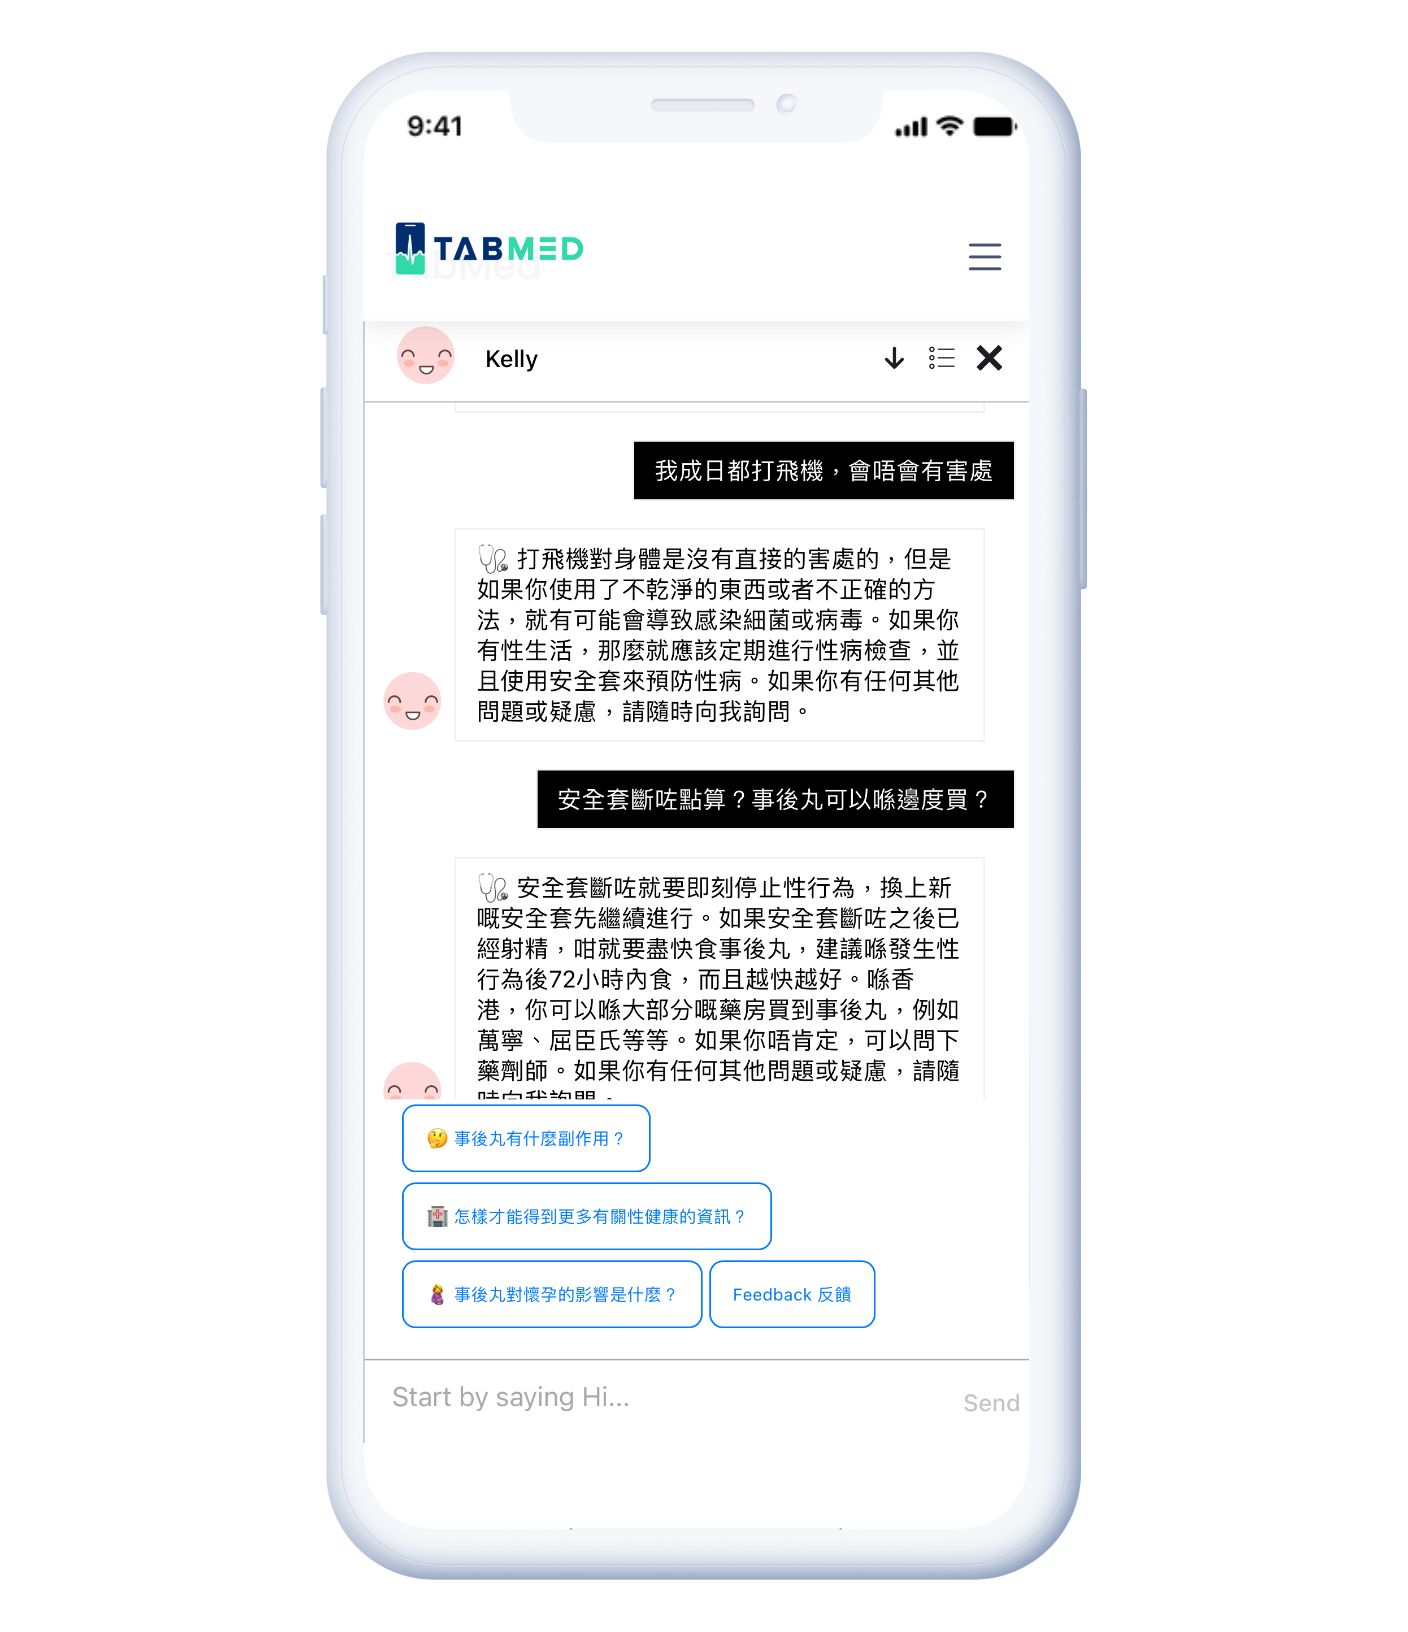 9:41
TABMED
TabMed
Kelly
我成日都打飛機，會唔會有害處
打飛機對身體是沒有直接的害處的，但是
如果你使用了不乾淨的東西或者不正確的方
法，就有可能會導致感染細菌或病毒。如果你
有性生活，那麼就應該定期進行性病檢查，並
且使用安全套來預防性病。如果你有任何其他
問題或疑慮，請隨時向我詢問。
安全套斷咗點算？事後丸可以喺邊度買？
安全套斷咗就要即刻停止性行為，換上新
嘅安全套先繼續進行。如果安全套斷咗之後已
經射精，咁就要盡快食事後丸，建議喺發生性
行為後72小時內食，而且越快越好。喺香
港，你可以喺大部分嘅藥房買到事後丸，例如
萬寧、屈臣氏等等。如果你唔肯定，可以問下
藥劑師。如果你有任何其他問題或疑慮，請隨
時向我詢問。
事後丸有什麼副作用？
怎樣才能得到更多有關性健康的資訊？
事後丸對懷孕的影響是什麼？
Feedback 反饋
Start by saying Hi...
Send